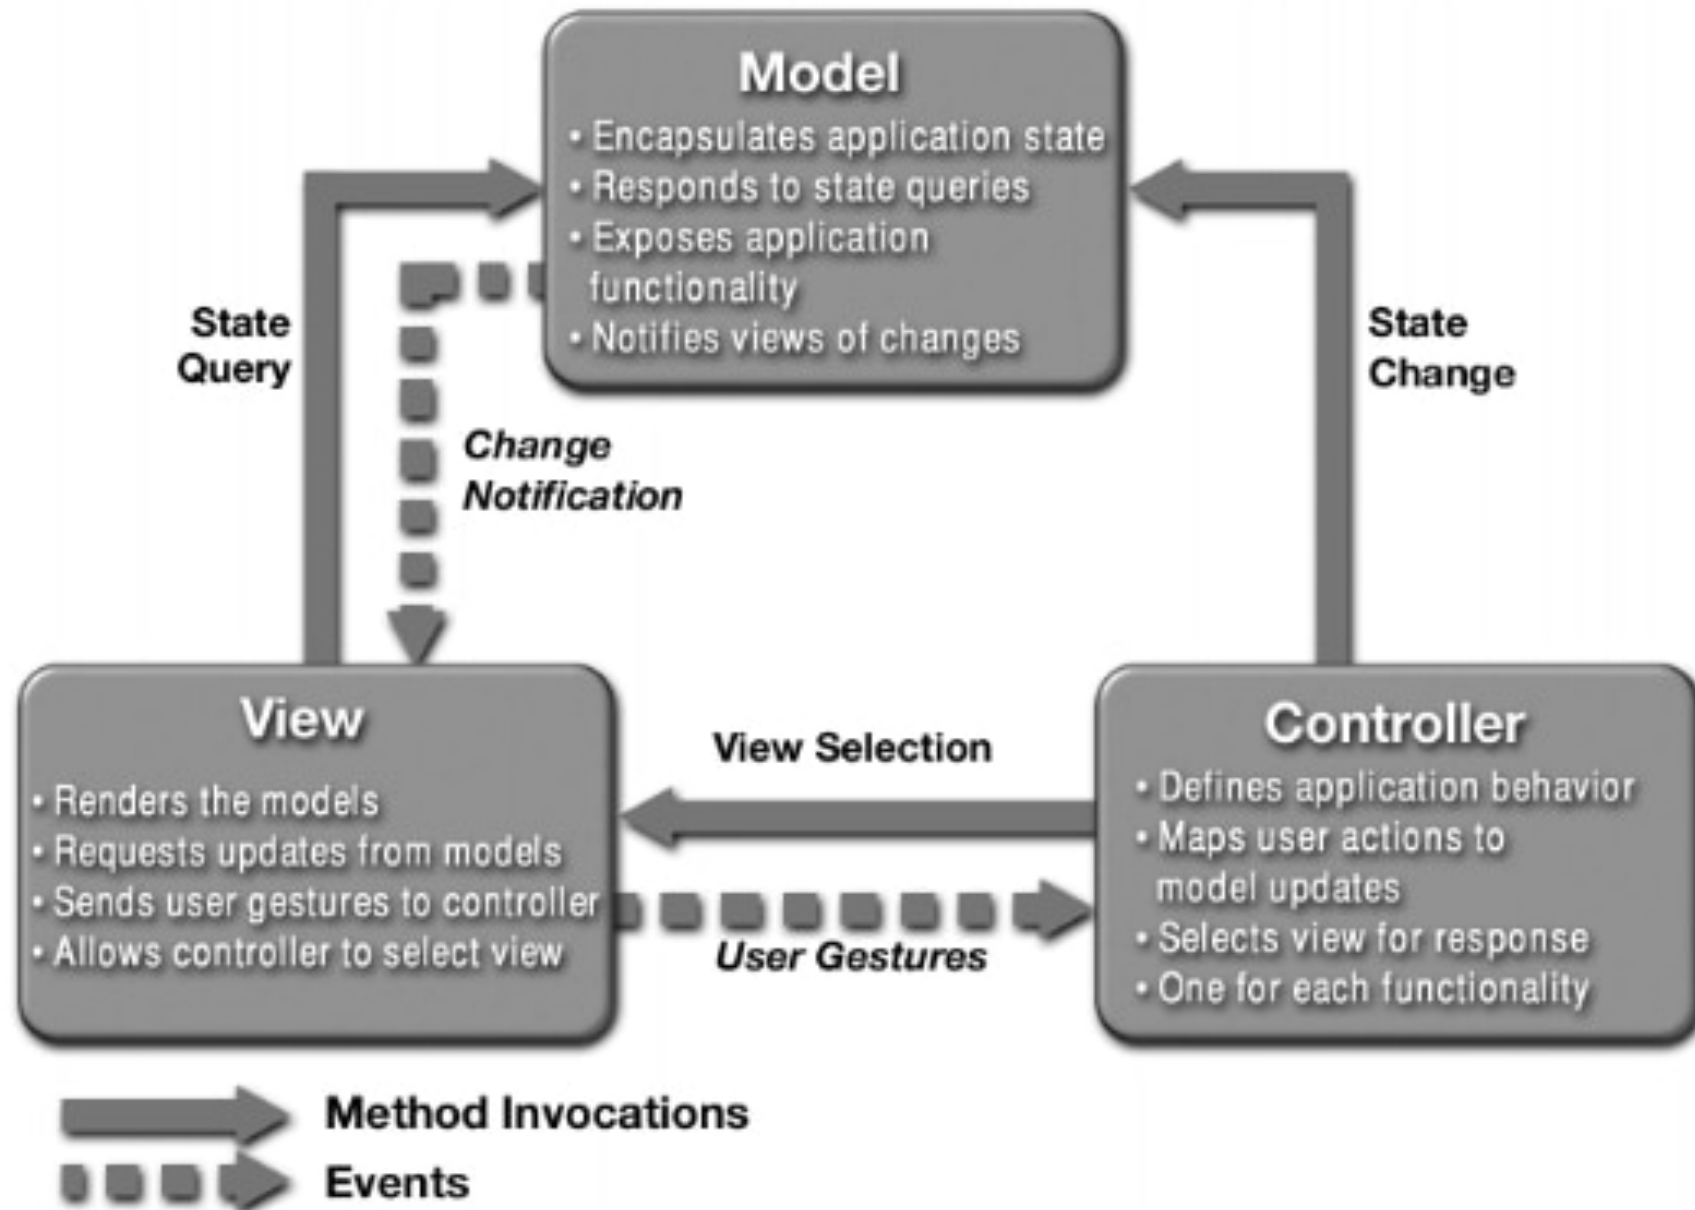 Model
• Encapsulates application state
• Responds to state queries
• Exposes application
functionality
• Notifies views of changes
State
Query
Change
Notification
State
Change
View
• Renders the models
• Requests updates from models
• Sends user gestures to controller
• Allows controller to select view
View Selection
User Gestures
Controller
• Defines application behavior
• Maps user actions to
model updates
• Selects view for response
• One for each functionality
Method Invocations
Events